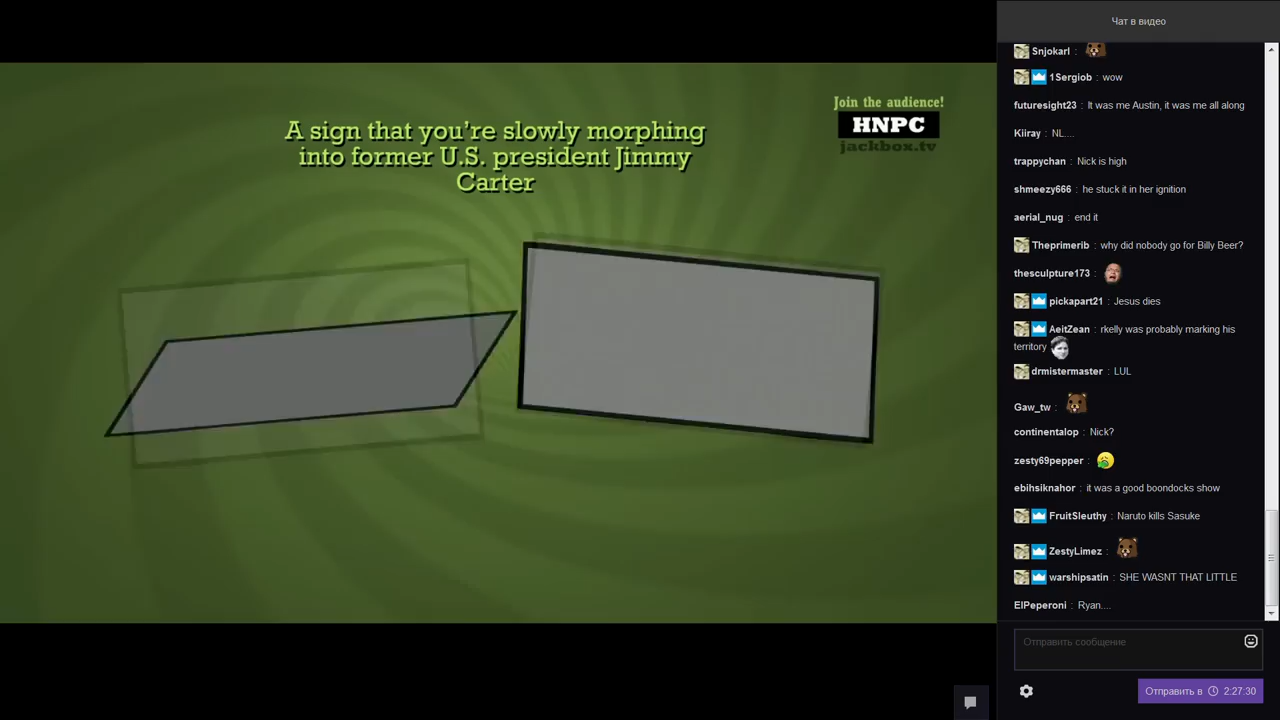 A sign that you're slowly morphing
into former U.S. president Jimmy
Carter
Join the audience!
HNPC
jackbox.tv
Чат в видео
Snjokarl :
1Sergiob : wow
futuresight23 : It was me Austin, it was me all along
Kiiray : NL....
trappychan : Nick is high
shmeezy666 : he stuck it in her ignition
aerial_nug : end it
Theprimerib : why did nobody go for Billy Beer?
thesculpture173 :
pickapart21 : Jesus dies
AeitZean : rkelly was probably marking his
territory
drmistermaster : LUL
Gaw_tw :
continentalop : Nick?
zesty69pepper :
ebihsiknahor : it was a good boondocks show
FruitSleuthy : Naruto kills Sasuke
ZestyLimez :
warshipsatin : SHE WASNT THAT LITTLE
ElPeperoni : Ryan....
Отправить сообщение
Отправить в 2:27:30